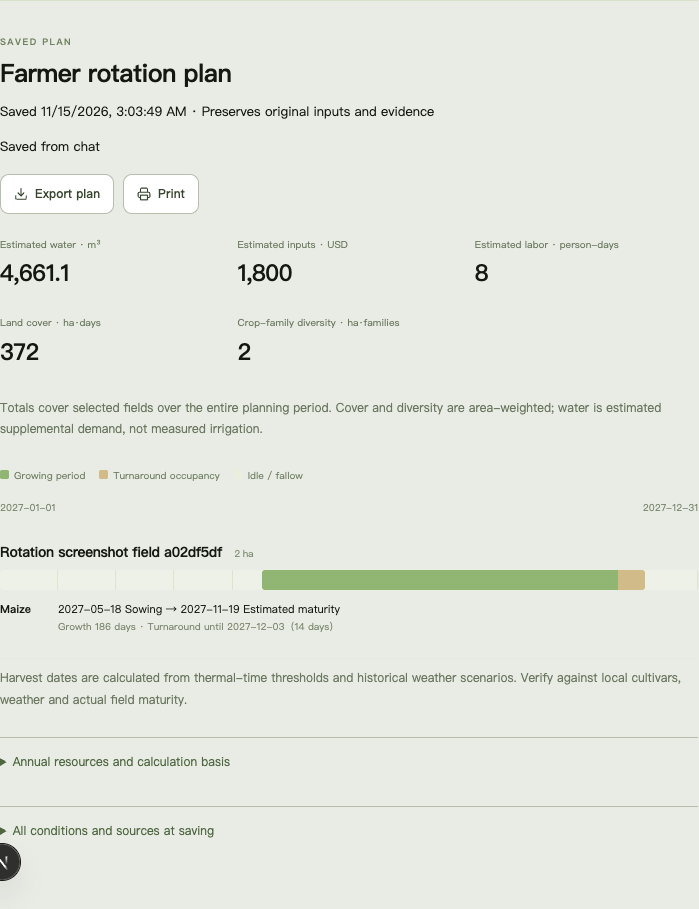 SAVED PLAN
Farmer rotation plan
Saved 11/15/2026, 3:03:49 AM · Preserves original inputs and evidence
Saved from chat
Export plan
Print
Estimated water · m³
Estimated inputs · USD
Estimated labor · person-days
4,661.1
1,800
8
Land cover · ha·days
Crop-family diversity · ha·families
372
2
Totals cover selected fields over the entire planning period. Cover and diversity are area-weighted; water is estimated
supplemental demand, not measured irrigation.
Growing period
Turnaround occupancy
Idle / fallow
2027-01-01
2027-12-31
Rotation screenshot field a02df5df 2 ha
Maize 2027-05-18 Sowing → 2027-11-19 Estimated maturity
Growth 186 days · Turnaround until 2027-12-03 (14 days)
Harvest dates are calculated from thermal-time thresholds and historical weather scenarios. Verify against local cultivars,
weather and actual field maturity.
Annual resources and calculation basis
All conditions and sources at saving
N